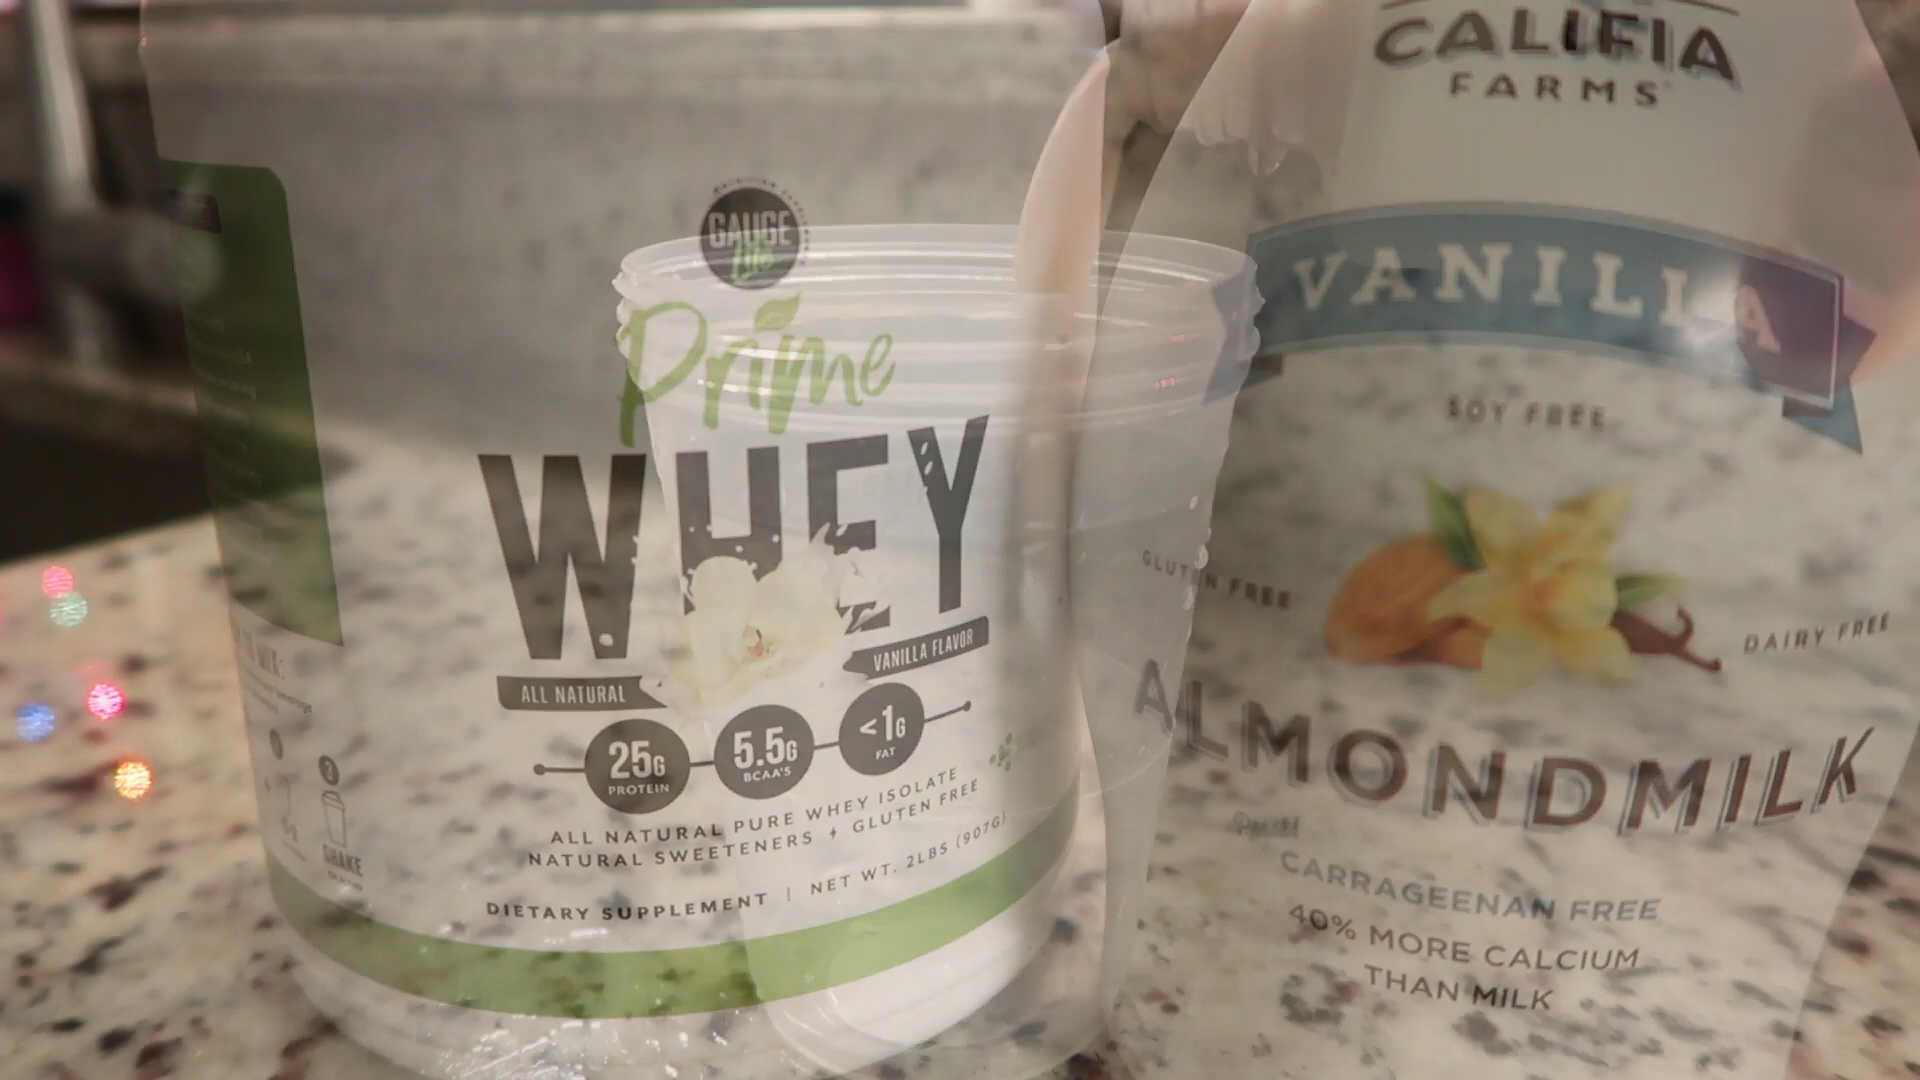 GAUGE
life
Prime
WHEY
VANILLA FLAVOR
ALL NATURAL
25G
PROTEIN
5.5G
BCAA'S
<1G
FAT
ALL NATURAL PURE WHEY ISOLATE
NATURAL SWEETENERS GLUTEN FREE
DIETARY SUPPLEMENT | NET WT. 2LBS (907G)
SHAKE
CALIFIA
FARMS
VANILLA
SOY FREE
GLUTEN FREE
DAIRY FREE
ALMONDMILK
CARRAGEENAN FREE
40% MORE CALCIUM
THAN MILK